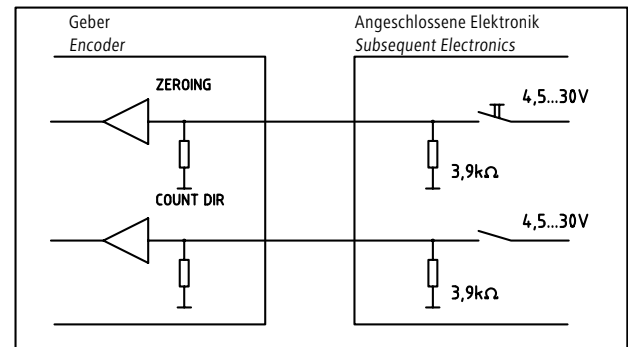 Geber
Encoder
Angeschlossene Elektronik
Subsequent Electronics
ZEROING
4,5...30V
3,9kΩ
COUNT DIR
4,5...30V
3,9kΩ